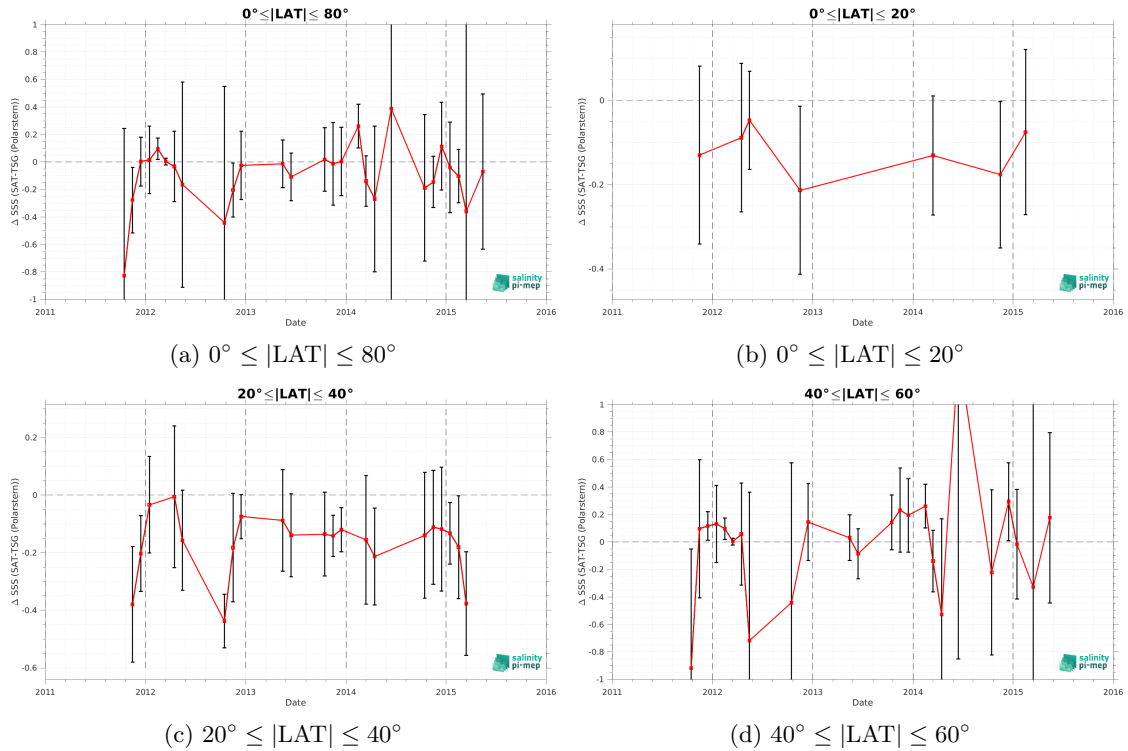 0°≤|LAT|≤ 80°
Δ SSS (SAT-TSG (Polarstern))
1
0.8
0.6
0.4
0.2
0
-0.2
-0.4
-0.6
-0.8
-1
2011 2012 2013 2014 2015 2016
Date
salinity
pi-mep
(a) 0° ≤ |LAT| ≤ 80°
0°≤|LAT|≤ 20°
Δ SSS (SAT-TSG (Polarstern))
0
-0.2
-0.4
2011 2012 2013 2014 2015 2016
Date
salinity
pi-mep
(b) 0° ≤ |LAT| ≤ 20°
20°≤|LAT|≤ 40°
Δ SSS (SAT-TSG (Polarstern))
0.2
0
-0.2
-0.4
-0.6
2011 2012 2013 2014 2015 2016
Date
salinity
pi-mep
(c) 20° ≤ |LAT| ≤ 40°
40°≤|LAT|≤ 60°
Δ SSS (SAT-TSG (Polarstern))
1
0.8
0.6
0.4
0.2
0
-0.2
-0.4
-0.6
-0.8
-1
2011 2012 2013 2014 2015 2016
Date
salinity
pi-mep
(d) 40° ≤ |LAT| ≤ 60°